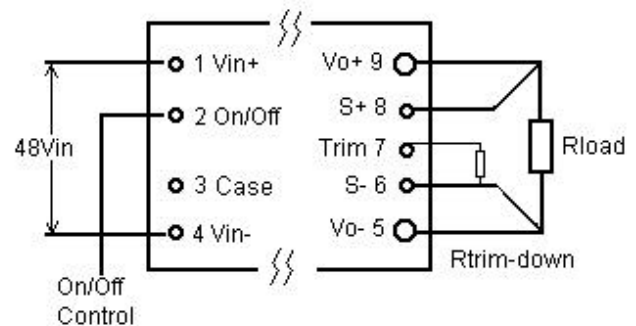 1 Vin+
2 On/Off
3 Case
4 Vin-
Vo+ 9
S+ 8
Trim 7
S- 6
Vo- 5
48Vin
On/Off
Control
Rload
Rtrim-down